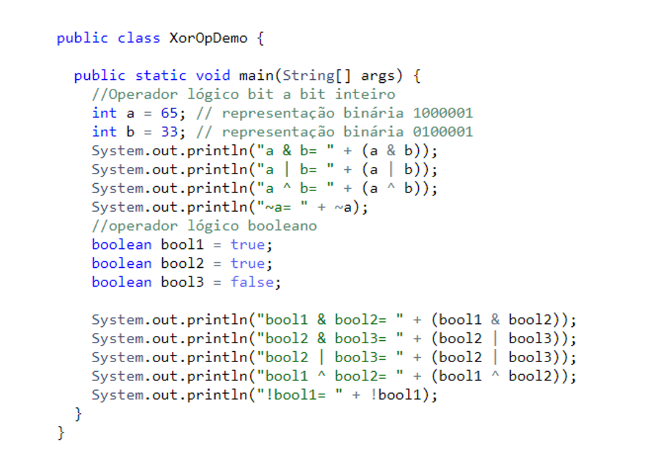 public class XorOpDemo {
public static void main(String[] args) {
//Operador lógico bit a bit inteiro
int a = 65; // representação binária 1000001
int b = 33; // representação binária 0100001
System.out.println("a & b= " + (a & b));
System.out.println("a | b= " + (a | b));
System.out.println("a ^ b= " + (a ^ b));
System.out.println("~a= " + ~a);
//operador lógico booleano
boolean bool1 = true;
boolean bool2 = true;
boolean bool3 = false;
System.out.println("bool1 & bool2= " + (bool1 & bool2));
System.out.println("bool2 & bool3= " + (bool2 | bool3));
System.out.println("bool2 | bool3= " + (bool2 | bool3));
System.out.println("bool1 ^ bool2= " + (bool1 ^ bool2));
System.out.println("!bool1= " + !bool1);
}
}